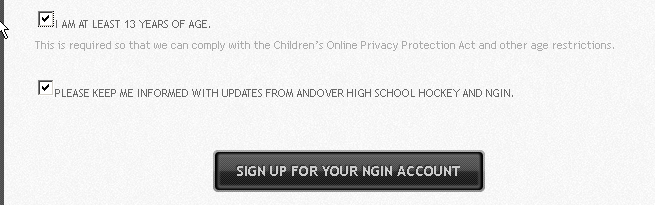 I AM AT LEAST 13 YEARS OF AGE.
This is required so that we can comply with the Children's Online Privacy Protection Act and other age restrictions.
PLEASE KEEP ME INFORMED WITH UPDATES FROM ANDOVER HIGH SCHOOL HOCKEY AND NGIN.
SIGN UP FOR YOUR NGIN ACCOUNT